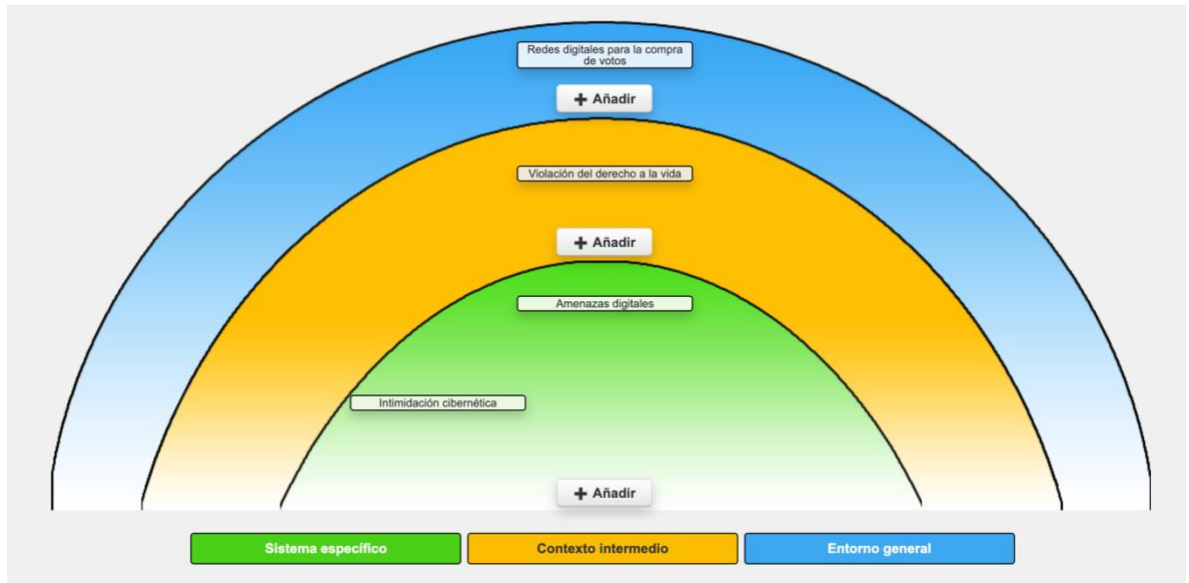 Redes digitales para la compra
de votos
+ Añadir
Violación del derecho a la vida
+ Añadir
Amenazas digitales
Intimidación cibernética
+ Añadir
Sistema específico
Contexto intermedio
Entorno general